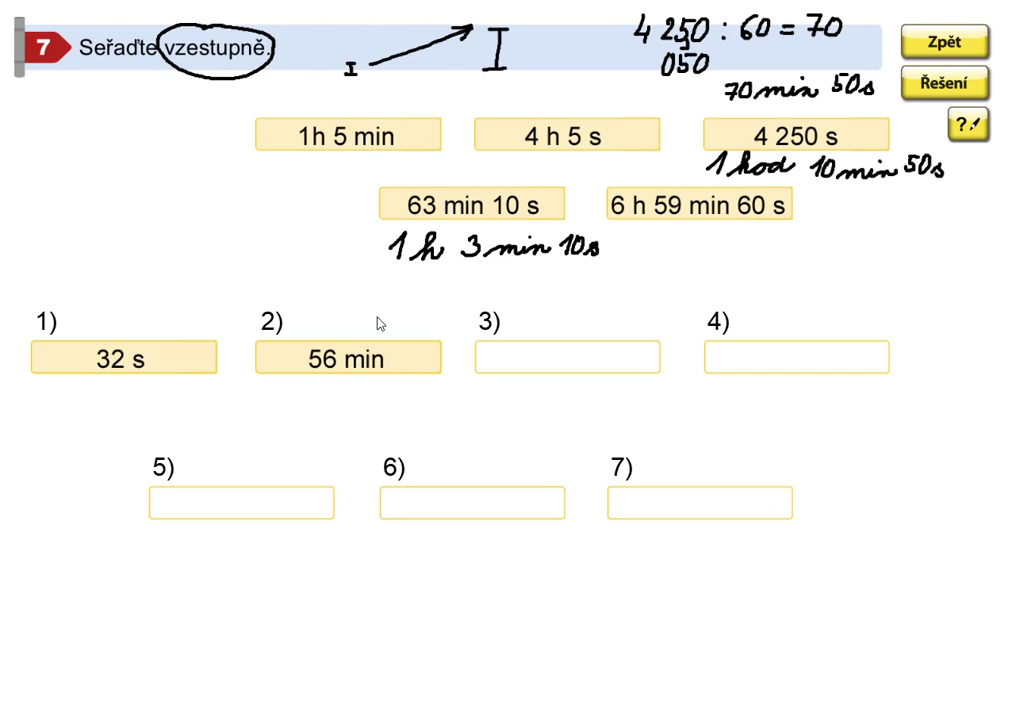 7 Seřaďte vzestupně.
I I
4 250 : 60 = 70
050
70 min 50s
Zpět
Řešení
?
1h 5 min
4 h 5 s
4 250 s
1 hod 10 min 50s
63 min 10 s
6 h 59 min 60 s
1 h 3 min 10s
1) 2) 3) 4)
32 s
56 min
5) 6) 7)